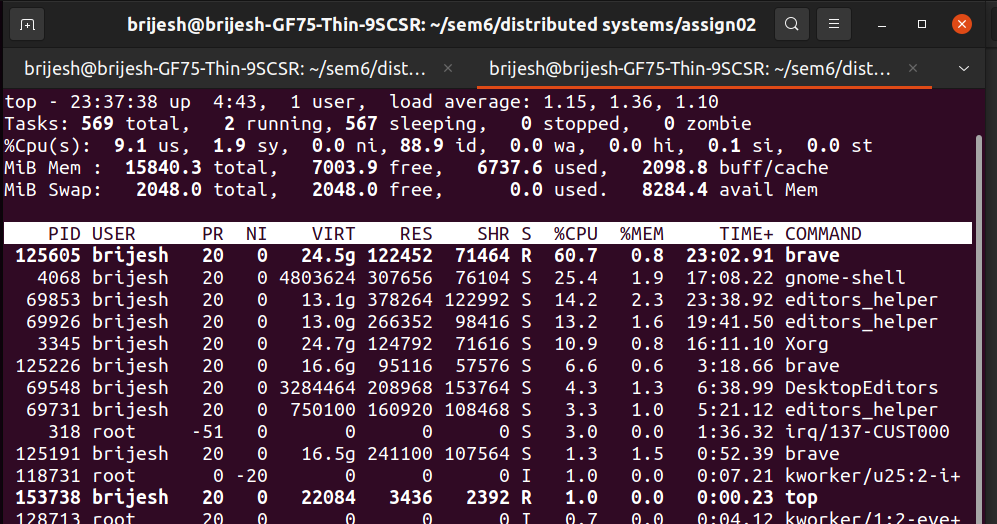 brijesh@brijesh-GF75-Thin-9SCSR: ~/sem6/distributed systems/assign02
brijesh@brijesh-GF75-Thin-9SCSR: ~/sem6/dist... × brijesh@brijesh-GF75-Thin-9SCSR: ~/sem6/dist... ×
top - 23:37:38 up  4:43,  1 user,  load average: 1.15, 1.36, 1.10
Tasks: 569 total,   2 running, 567 sleeping,   0 stopped,   0 zombie
%Cpu(s):  9.1 us,  1.9 sy,  0.0 ni, 88.9 id,  0.0 wa,  0.0 hi,  0.1 si,  0.0 st
MiB Mem :  15840.3 total,   7003.9 free,   6737.6 used,   2098.8 buff/cache
MiB Swap:   2048.0 total,   2048.0 free,      0.0 used.   8284.4 avail Mem
PID USER      PR  NI    VIRT    RES    SHR S  %CPU  %MEM     TIME+ COMMAND
125605 brijesh   20   0   24.5g 122452  71464 R  60.7   0.8  23:02.91 brave
4068 brijesh   20   0 4803624 307656  76104 S  25.4   1.9  17:08.22 gnome-shell
69853 brijesh   20   0   13.1g 378264 122992 S  14.2   2.3  23:38.92 editors_helper
69926 brijesh   20   0   13.0g 266352  98416 S  13.2   1.6  19:41.50 editors_helper
3345 brijesh   20   0   24.7g 124792  71616 S  10.9   0.8  16:11.10 Xorg
125226 brijesh   20   0   16.6g  95116  57576 S   6.6   0.6   3:18.66 brave
69548 brijesh   20   0 3284464 208968 153764 S   4.3   1.3   6:38.99 DesktopEditors
69731 brijesh   20   0  750100 160920 108468 S   3.3   1.0   5:21.12 editors_helper
318 root     -51   0       0      0      0 S   3.0   0.0   1:36.32 irq/137-CUST000
125191 brijesh   20   0   16.5g 241100 107564 S   1.3   1.5   0:52.39 brave
118731 root       0 -20       0      0      0 I   1.0   0.0   0:07.21 kworker/u25:2-i+
153738 brijesh   20   0   22084   3436   2392 R   1.0   0.0   0:00.23 top
128713 root      20   0       0      0      0 I   0.7   0.0   0:04.12 kworker/1:2-eve+